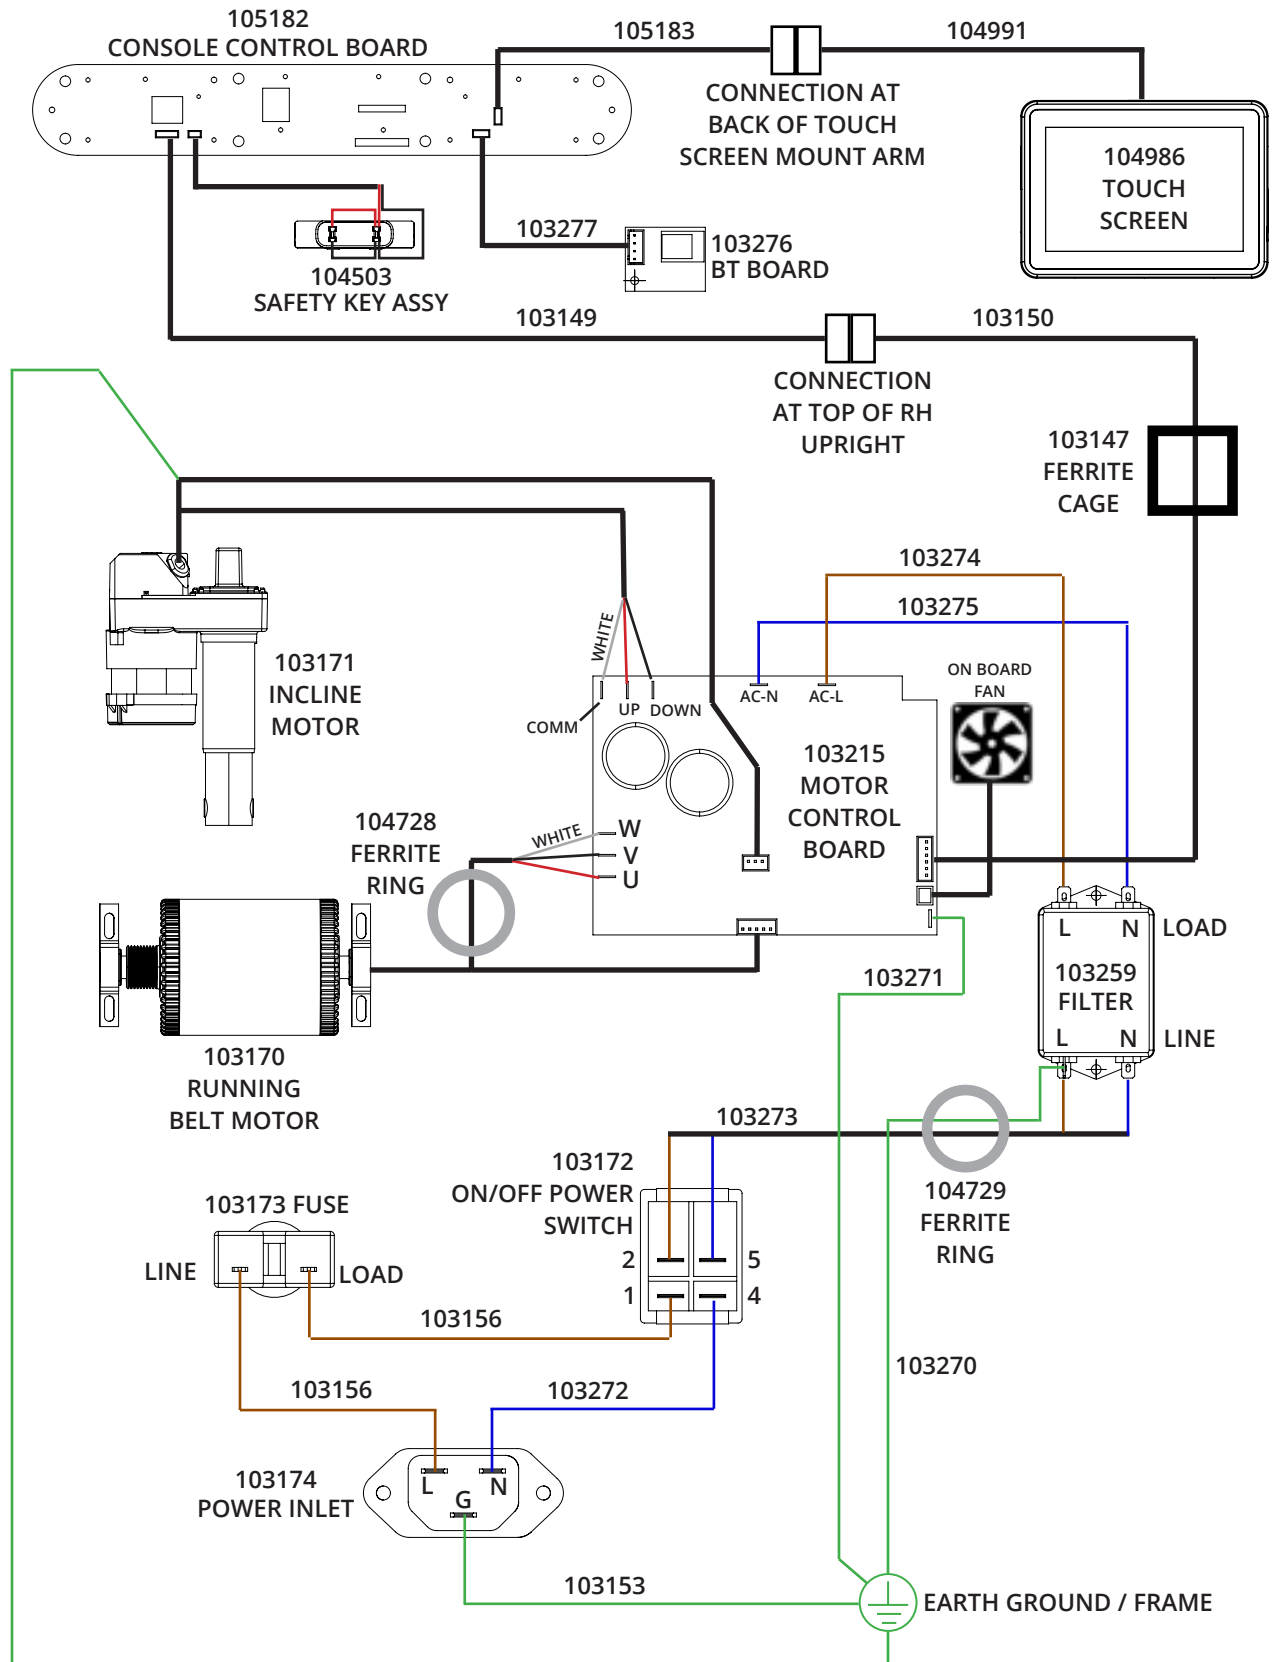 105182
CONSOLE CONTROL BOARD
105183
104991
CONNECTION AT
BACK OF TOUCH
SCREEN MOUNT ARM
104986
TOUCH
SCREEN
103277
103276
BT BOARD
104503
SAFETY KEY ASSY
103149
103150
CONNECTION
AT TOP OF RH
UPRIGHT
103147
FERRITE
CAGE
103274
103275
WHITE
103171
INCLINE
MOTOR
ON BOARD
FAN
COMM
UP
DOWN
AC-N
AC-L
103215
MOTOR
CONTROL
BOARD
104728
FERRITE
RING
WHITE
W
V
U
L
N
LOAD
103259
FILTER
L
N
LINE
103271
103170
RUNNING
BELT MOTOR
103273
103172
ON/OFF POWER
SWITCH
104729
FERRITE
RING
103173 FUSE
LINE
LOAD
2
5
1
4
103156
103156
103272
103270
103174
POWER INLET
L
N
G
103153
EARTH GROUND / FRAME